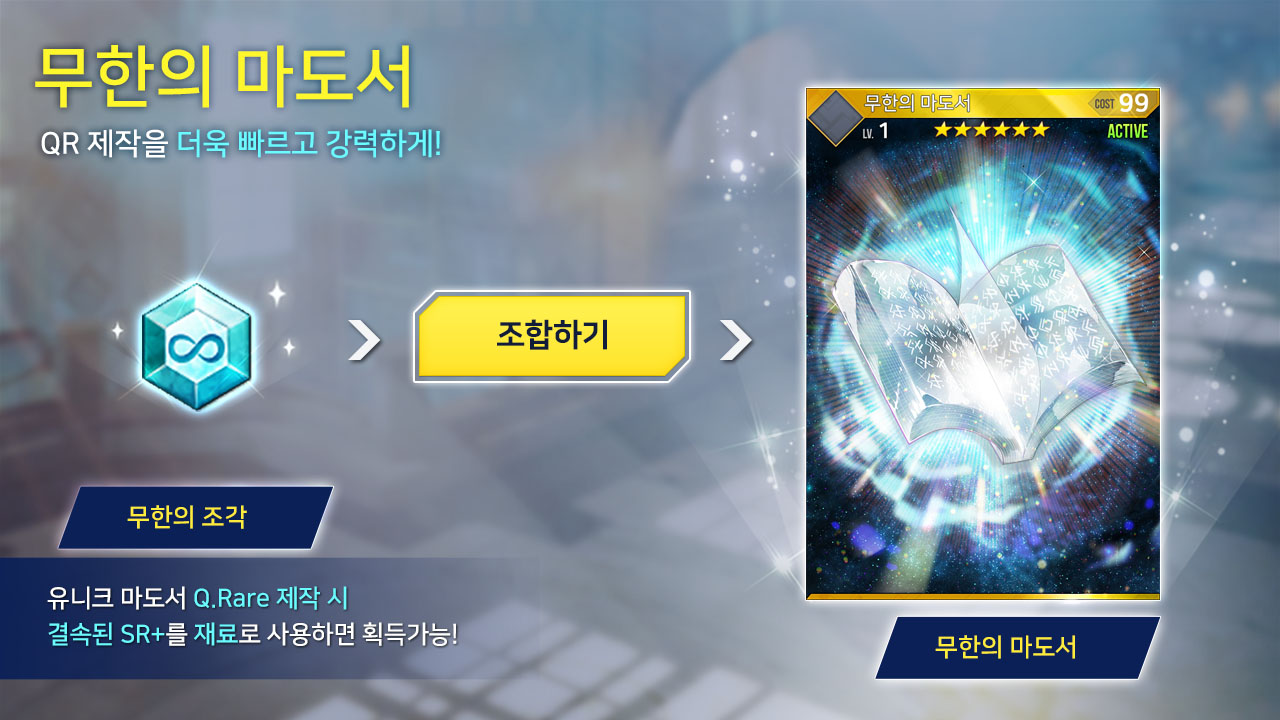 무한의 마도서
QR 제작을 더욱 빠르고 강력하게!
무한의 마도서
COST 99
LV. 1
ACTIVE
조합하기
무한의 조각
유니크 마도서 Q.Rare 제작 시
결속된 SR+를 재료로 사용하면 획득가능!
무한의 마도서